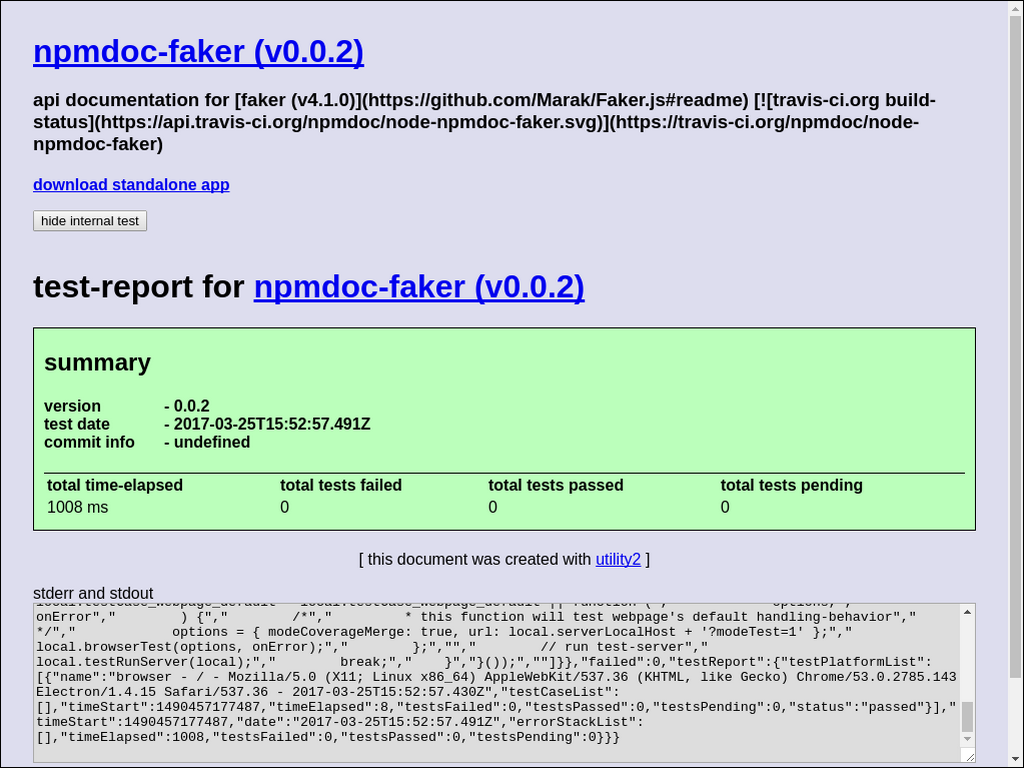 npmdoc-faker (v0.0.2)
api documentation for [faker (v4.1.0)](https://github.com/Marak/Faker.js#readme) [![travis-ci.org build-
status](https://api.travis-ci.org/npmdoc/node-npmdoc-faker.svg)](https://travis-ci.org/npmdoc/node-
npmdoc-faker)
download standalone app
hide internal test
test-report for npmdoc-faker (v0.0.2)
summary
version - 0.0.2
test date - 2017-03-25T15:52:57.491Z
commit info - undefined
total time-elapsed total tests failed total tests passed total tests pending
1008 ms 0 0 0
[ this document was created with utility2 ]
stderr and stdout
onError","        ) {","        /*","         * this function will test webpage's default handling-behavior","
*/","            options = { modeCoverageMerge: true, url: local.serverLocalHost + '?modeTest=1' };","
local.browserTest(options, onError);","        };","","        // run test-server","
local.testRunServer(local);","        break;","    }","}());",""]}},"failed":0,"testReport":{"testPlatformList":
[{"name":"browser - / - Mozilla/5.0 (X11; Linux x86_64) AppleWebKit/537.36 (KHTML, like Gecko) Chrome/53.0.2785.143
Electron/1.4.15 Safari/537.36 - 2017-03-25T15:52:57.430Z","testCaseList":
[],"timeStart":1490457177487,"timeElapsed":8,"testsFailed":0,"testsPassed":0,"testsPending":0,"status":"passed"}],"
timeStart":1490457177487,"date":"2017-03-25T15:52:57.491Z","errorStackList":
[],"timeElapsed":1008,"testsFailed":0,"testsPassed":0,"testsPending":0}}}